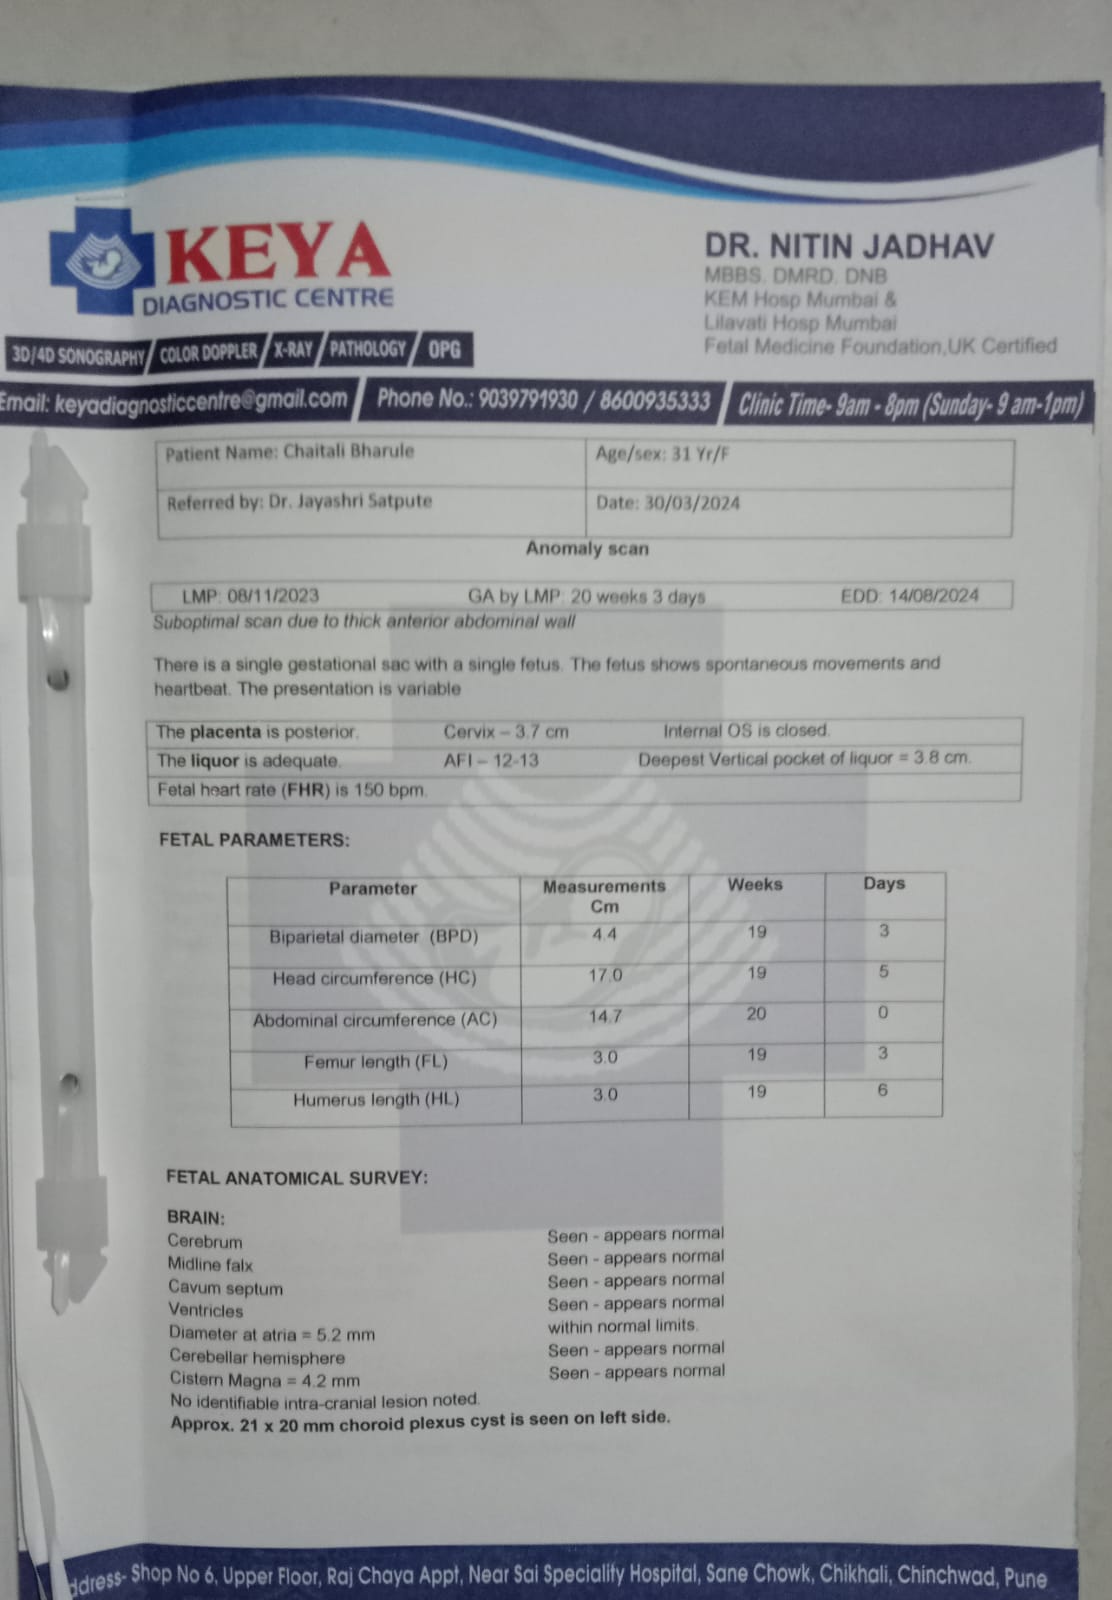 KEYA
DIAGNOSTIC CENTRE
3D/4D SONOGRAPHY / COLOR DOPPLER / X-RAY / PATHOLOGY / OPG
DR. NITIN JADHAV
MBBS, DMRD, DNB
KEM Hosp Mumbai &
Lilavati Hosp Mumbai
Fetal Medicine Foundation,UK Certified
Email: keyadiagnosticcentre@gmail.com / Phone No.: 9039791930 / 8600935333 / Clinic Time- 9am - 8pm (Sunday- 9 am-1pm)
Patient Name: Chaitali Bharule Age/sex: 31 Yr/F
Referred by: Dr. Jayashri Satpute Date: 30/03/2024
Anomaly scan
LMP: 08/11/2023 GA by LMP: 20 weeks 3 days EDD: 14/08/2024
Suboptimal scan due to thick anterior abdominal wall
There is a single gestational sac with a single fetus. The fetus shows spontaneous movements and
heartbeat. The presentation is variable
The placenta is posterior. Cervix – 3.7 cm Internal OS is closed.
The liquor is adequate. AFI – 12-13 Deepest Vertical pocket of liquor = 3.8 cm.
Fetal heart rate (FHR) is 150 bpm.
FETAL PARAMETERS:
Parameter Measurements Weeks Days
Cm
Biparietal diameter (BPD) 4.4 19 3
Head circumference (HC) 17.0 19 5
Abdominal circumference (AC) 14.7 20 0
Femur length (FL) 3.0 19 3
Humerus length (HL) 3.0 19 6
FETAL ANATOMICAL SURVEY:
BRAIN:
Cerebrum Seen - appears normal
Midline falx Seen - appears normal
Cavum septum Seen - appears normal
Ventricles Seen - appears normal
Diameter at atria = 5.2 mm within normal limits.
Cerebellar hemisphere Seen - appears normal
Cistern Magna = 4.2 mm Seen - appears normal
No identifiable intra-cranial lesion noted.
Approx. 21 x 20 mm choroid plexus cyst is seen on left side.
ddress- Shop No 6, Upper Floor, Raj Chaya Appt, Near Sai Speciality Hospital, Sane Chowk, Chikhali, Chinchwad, Pune